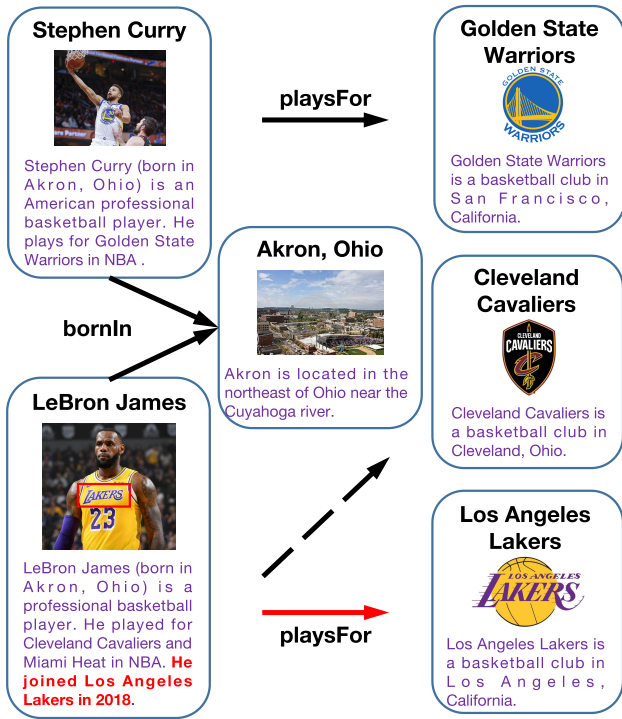 Stephen Curry
Stephen Curry (born in
Akron, Ohio) is an
American professional
basketball player. He
plays for Golden State
Warriors in NBA .
playsFor
Golden State
Warriors
GOLDEN STATE
WARRIORS
Golden State Warriors
is a basketball club in
San Francisco,
California.
bornIn
Akron, Ohio
Akron is located in the
northeast of Ohio near the
Cuyahoga river.
Cleveland
Cavaliers
CLEVELAND
CAVALIERS
Cleveland Cavaliers is
a basketball club in
Cleveland, Ohio.
LeBron James
LAKERS
23
LeBron James (born in
Akron, Ohio) is a
professional basketball
player. He played for
Cleveland Cavaliers and
Miami Heat in NBA. He
joined Los Angeles
Lakers in 2018.
playsFor
Los Angeles
Lakers
LOS ANGELES
LAKERS
Los Angeles Lakers is
a basketball club in
Los Angeles,
California.